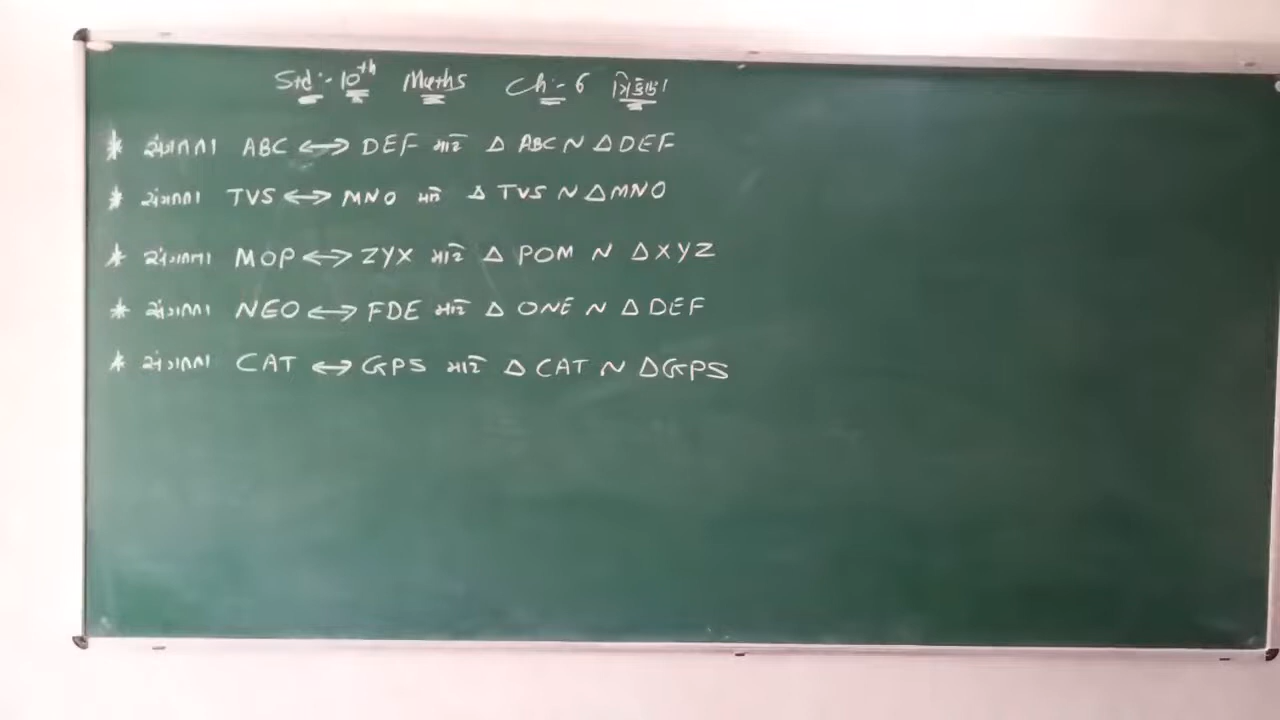 Std :- 10th Maths Ch :- 6 ત્રિકોણ
* સંગતતા ABC ↔ DEF માટે Δ ABC ~ Δ DEF
* સંગતતા TVS ↔ MNO માટે Δ TVS ~ Δ MNO
* સંગતતા MOP ↔ ZYX માટે Δ POM ~ Δ XYZ
* સંગતતા NEO ↔ FDE માટે Δ ONE ~ Δ DEF
* સંગતતા CAT ↔ GPS માટે Δ CAT ~ Δ GPS